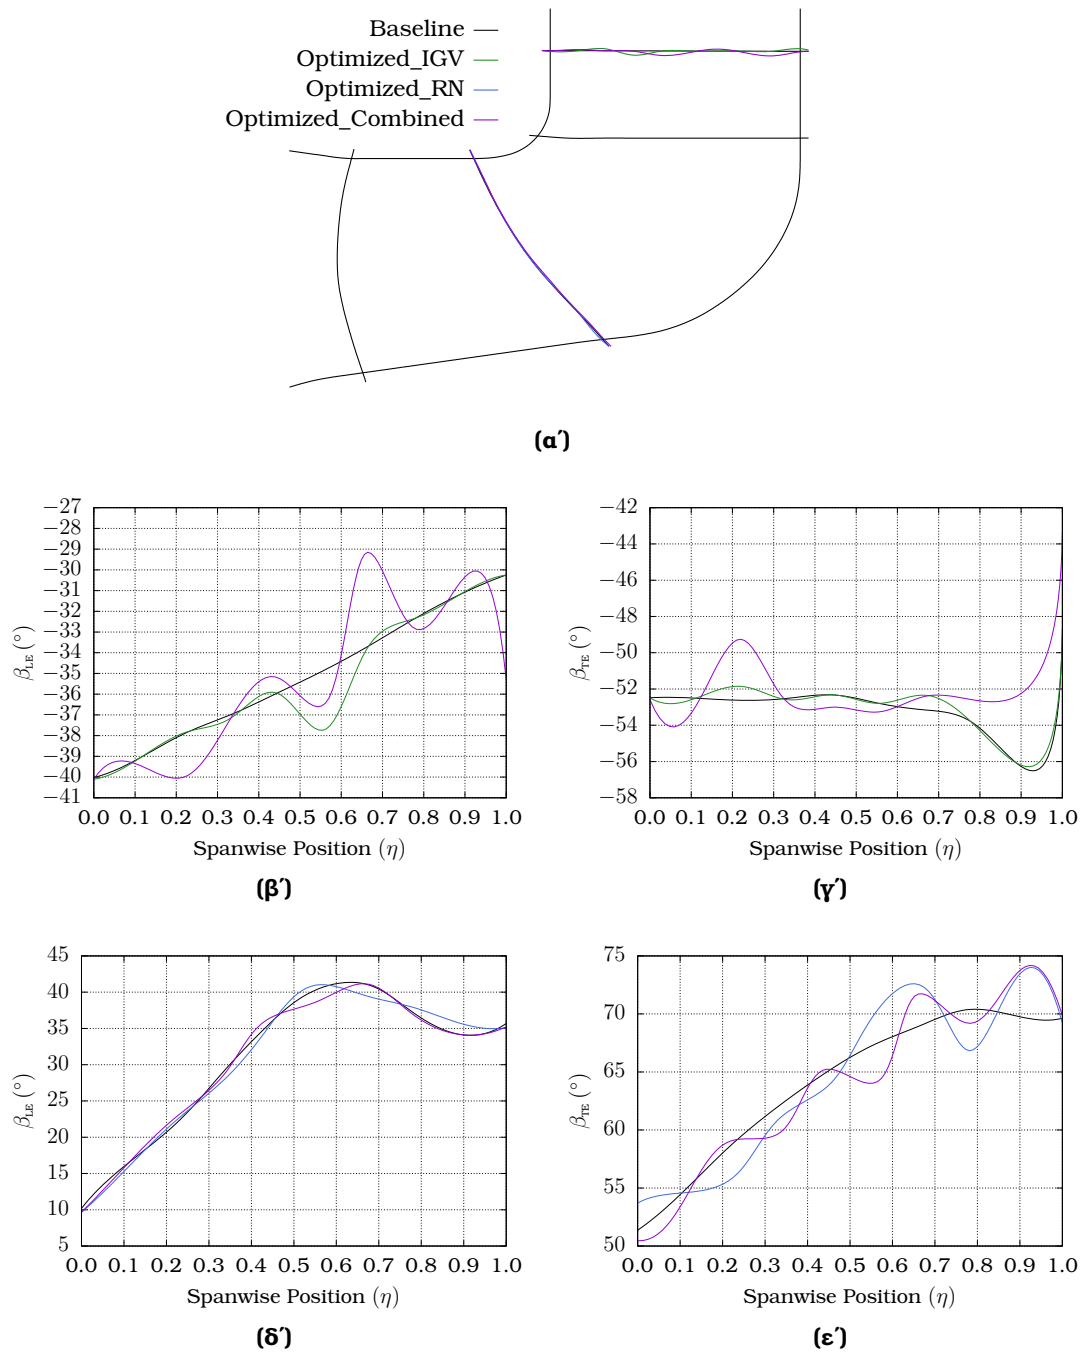 Baseline
Optimized_IGV
Optimized_RN
Optimized_Combined
(α′)
−27
−28
−29
−30
−31
−32
−33
−34
−35
−36
−37
−38
−39
−40
−41
β_LE (°)
0.0 0.1 0.2 0.3 0.4 0.5 0.6 0.7 0.8 0.9 1.0
Spanwise Position (η)
(β′)
−42
−44
−46
−48
−50
−52
−54
−56
−58
β_TE (°)
0.0 0.1 0.2 0.3 0.4 0.5 0.6 0.7 0.8 0.9 1.0
Spanwise Position (η)
(γ′)
45
40
35
30
25
20
15
10
5
β_LE (°)
0.0 0.1 0.2 0.3 0.4 0.5 0.6 0.7 0.8 0.9 1.0
Spanwise Position (η)
(δ′)
75
70
65
60
55
50
β_TE (°)
0.0 0.1 0.2 0.3 0.4 0.5 0.6 0.7 0.8 0.9 1.0
Spanwise Position (η)
(ε′)